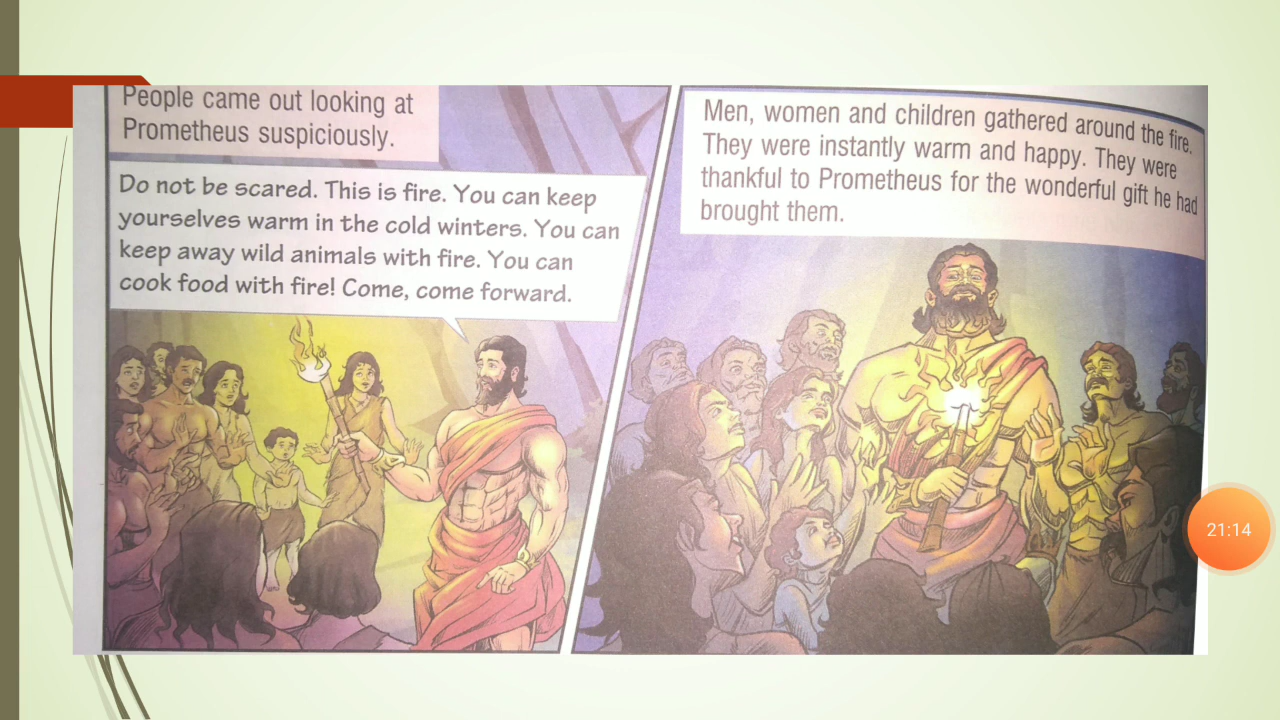 People came out looking at
Prometheus suspiciously.
Do not be scared. This is fire. You can keep
yourselves warm in the cold winters. You can
keep away wild animals with fire. You can
cook food with fire! Come, come forward.
Men, women and children gathered around the fire.
They were instantly warm and happy. They were
thankful to Prometheus for the wonderful gift he had
brought them.
21:14